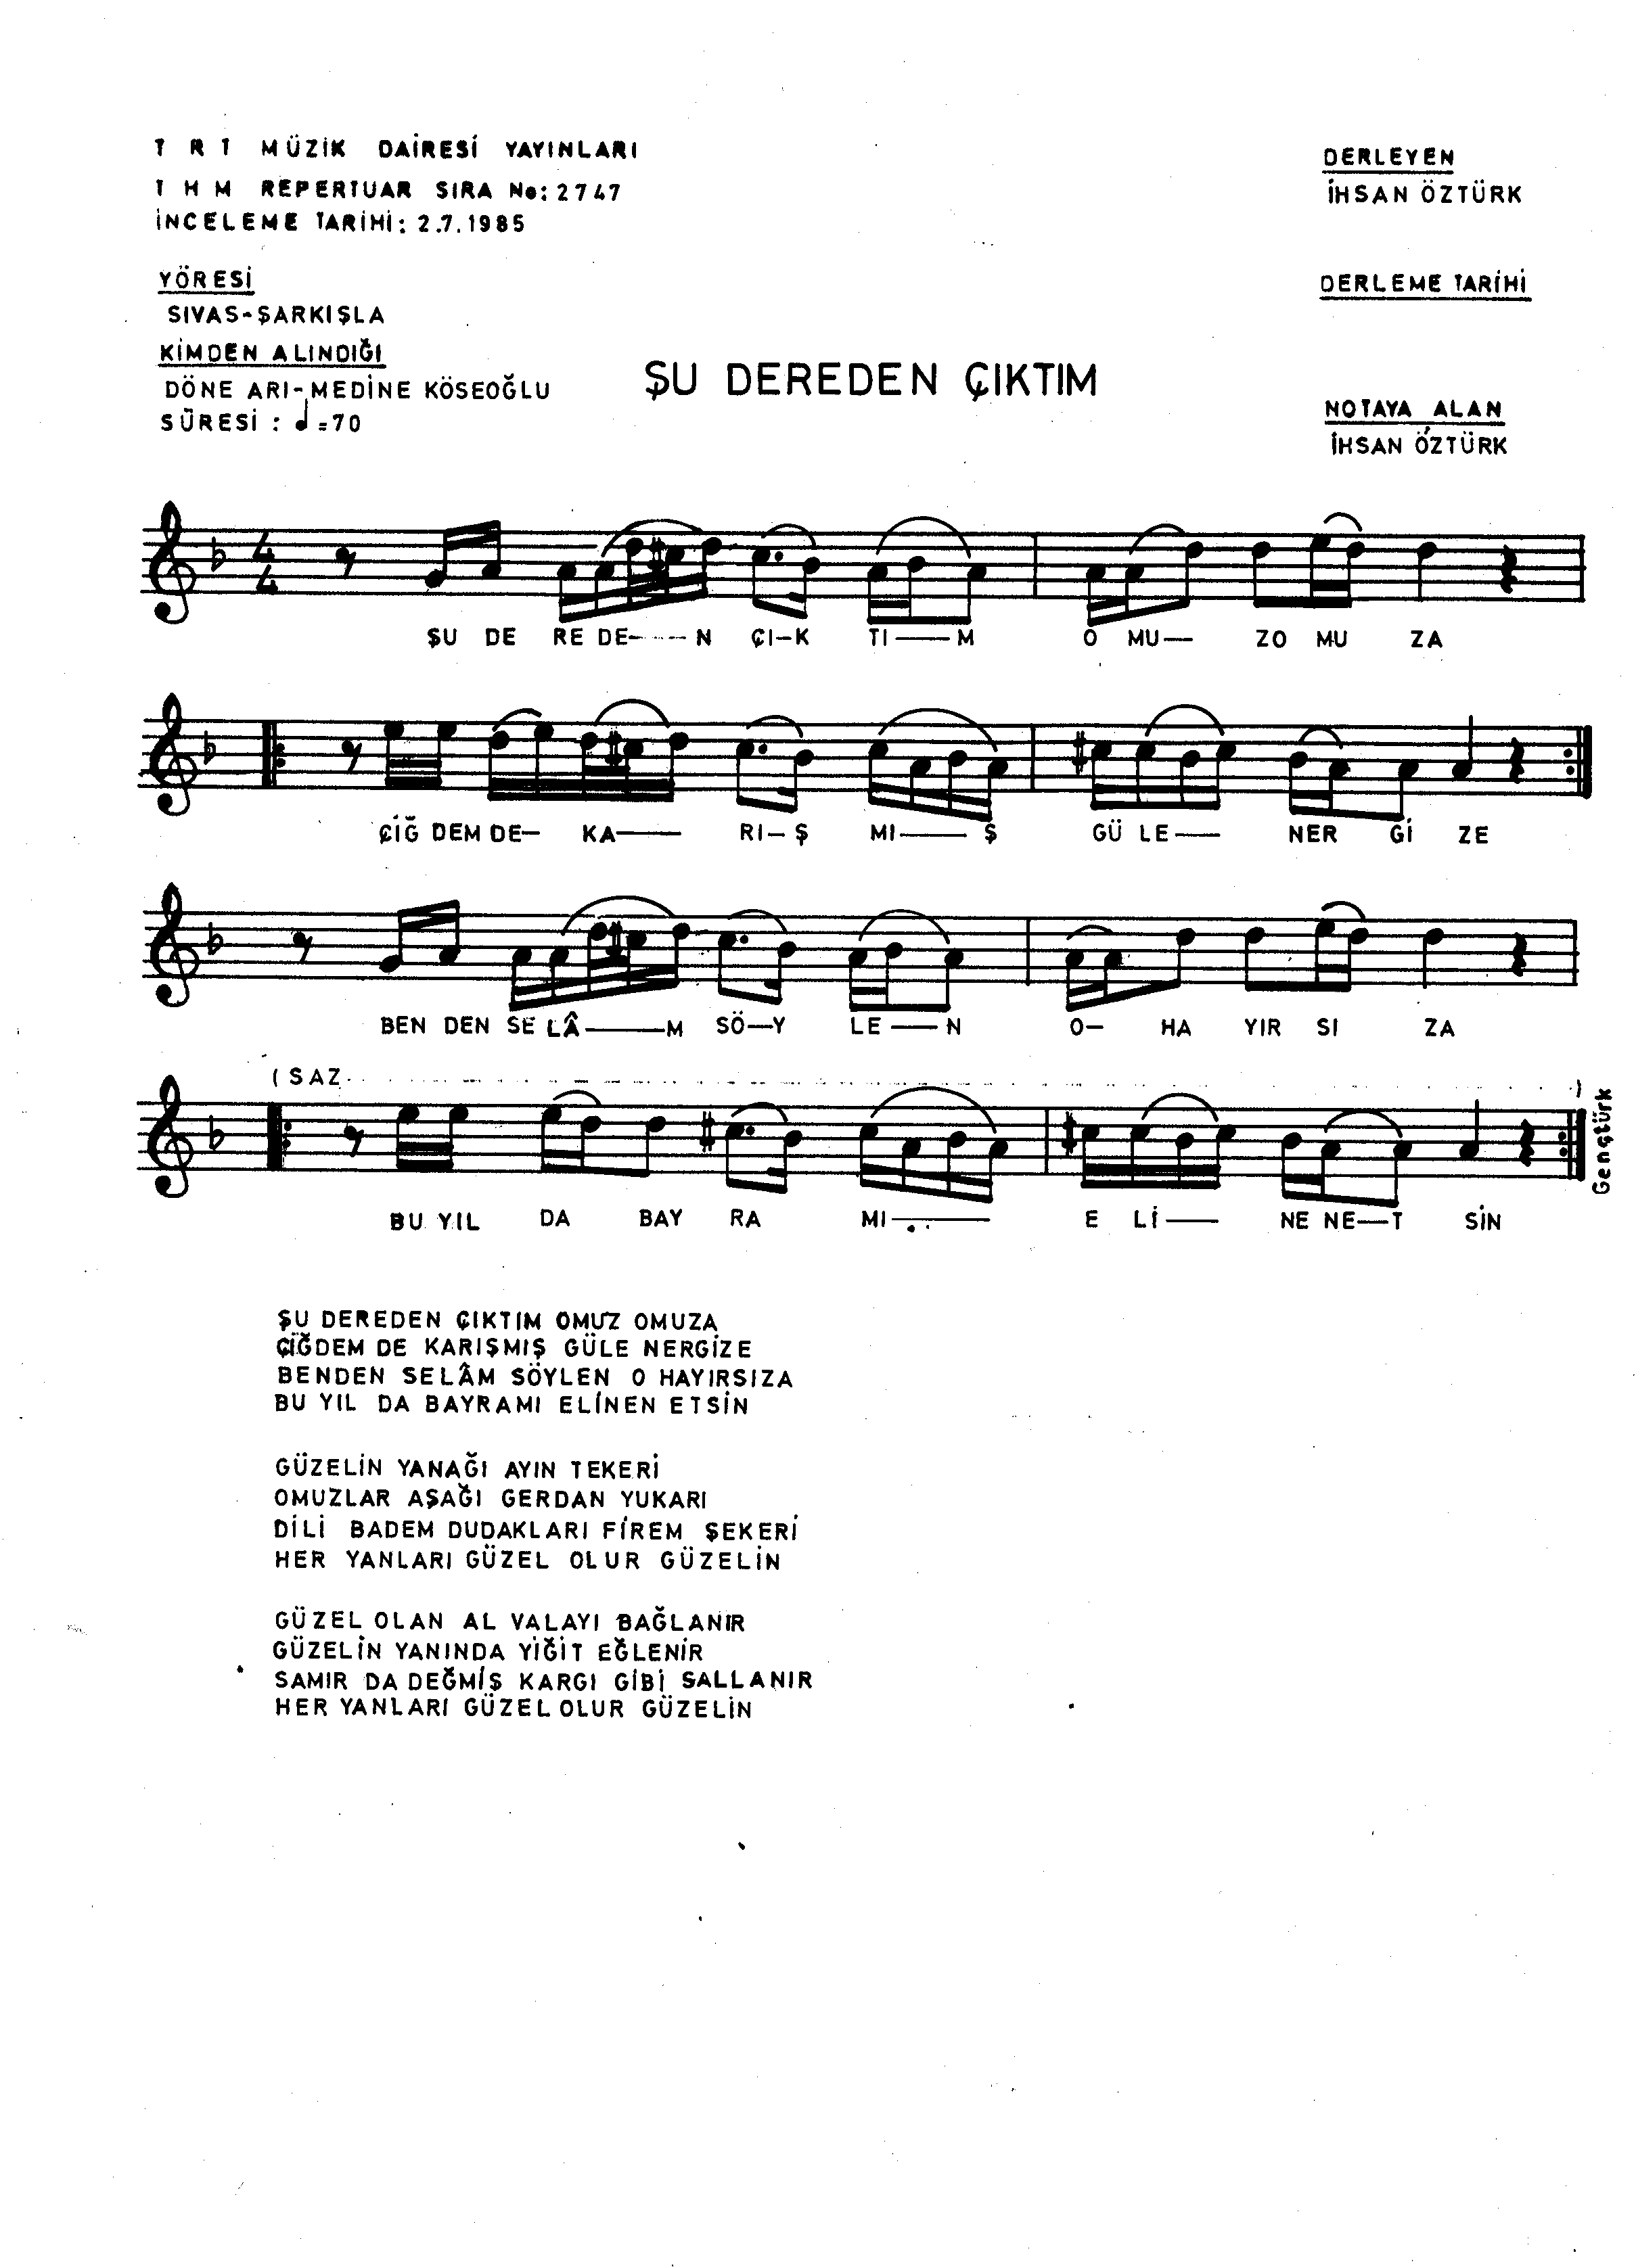 T R T MÜZİK DAİRESİ YAYINLARI
T H M REPERTUAR SIRA No: 2747
İNCELEME TARİHİ: 2.7.1985
DERLEYEN
İHSAN ÖZTÜRK
YÖRESİ
SIVAS-ŞARKIŞLA
DERLEME TARİHİ
KİMDEN ALINDIĞI
DÖNE ARI-MEDİNE KÖSEOĞLU
SÜRESİ : ♩=70
ŞU DEREDEN ÇIKTIM
NOTAYA ALAN
İHSAN ÖZTÜRK
4
4
ŞU DE RE DE----N ÇI-K TI—M O MU— ZO MU ZA
ÇİĞ DEM DE- KA— RI-Ş MI—Ş GÜ LE— NER Gİ ZE
BEN DEN SE LÂ—M SÖ-Y LE—N O- HA YIR SI ZA
(SAZ )
BU YIL DA BAY RA MI— E Lİ— NE NE-T SİN
Gençtürk
ŞU DEREDEN ÇIKTIM OMUZ OMUZA
ÇİĞDEM DE KARIŞMIŞ GÜLE NERGİZE
BENDEN SELÂM SÖYLEN O HAYIRSIZA
BU YIL DA BAYRAMI ELİNEN ETSİN
GÜZELİN YANAĞI AYIN TEKERİ
OMUZLAR AŞAĞI GERDAN YUKARI
DİLİ BADEM DUDAKLARI FİREM ŞEKERİ
HER YANLARI GÜZEL OLUR GÜZELİN
GÜZEL OLAN AL VALAYI BAĞLANIR
GÜZELİN YANINDA YİĞİT EĞLENİR
SAMIR DA DEĞMİŞ KARGI GİBİ SALLANIR
HER YANLARI GÜZEL OLUR GÜZELİN